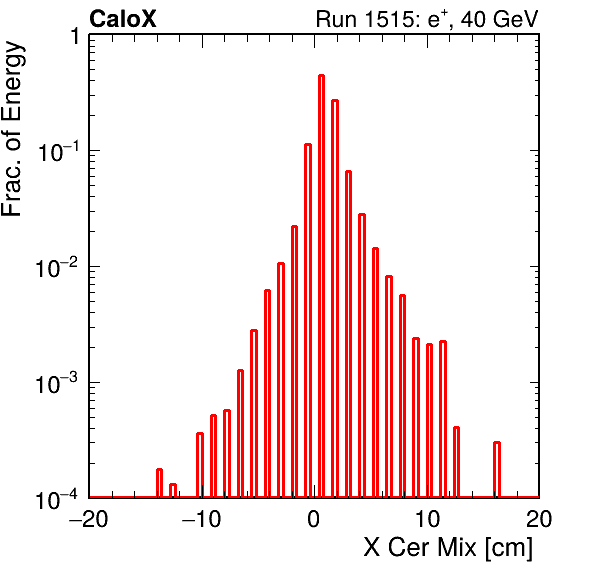 CaloX Run 1515: e⁺, 40 GeV
Frac. of Energy
1
10⁻¹
10⁻²
10⁻³
10⁻⁴
−20 −10 0 10 20
X Cer Mix [cm]